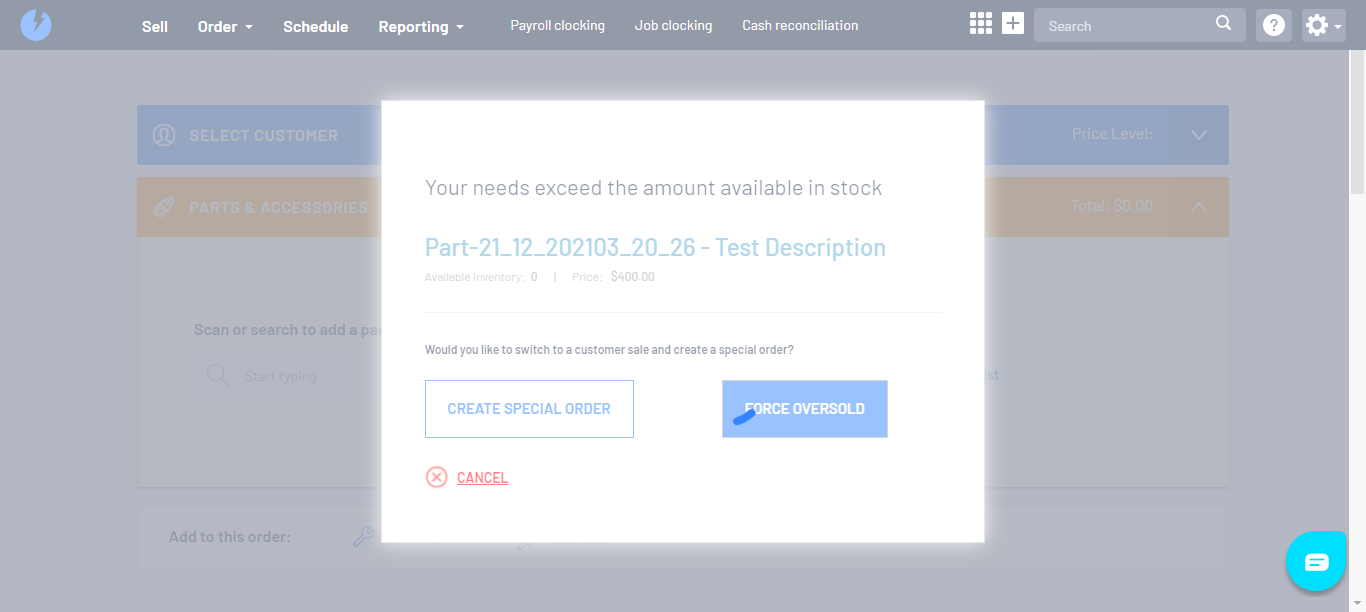 Sell Order Schedule Reporting Payroll clocking Job clocking Cash reconciliation Search ?
SELECT CUSTOMER Price Level:
PARTS & ACCESSORIES Total: $0.00
Your needs exceed the amount available in stock
Part-21_12_202103_20_26 - Test Description
Available Inventory: 0 | Price: $400.00
Scan or search to add a pa
Would you like to switch to a customer sale and create a special order?
Start typing
st
CREATE SPECIAL ORDER FORCE OVERSOLD
CANCEL
Add to this order: